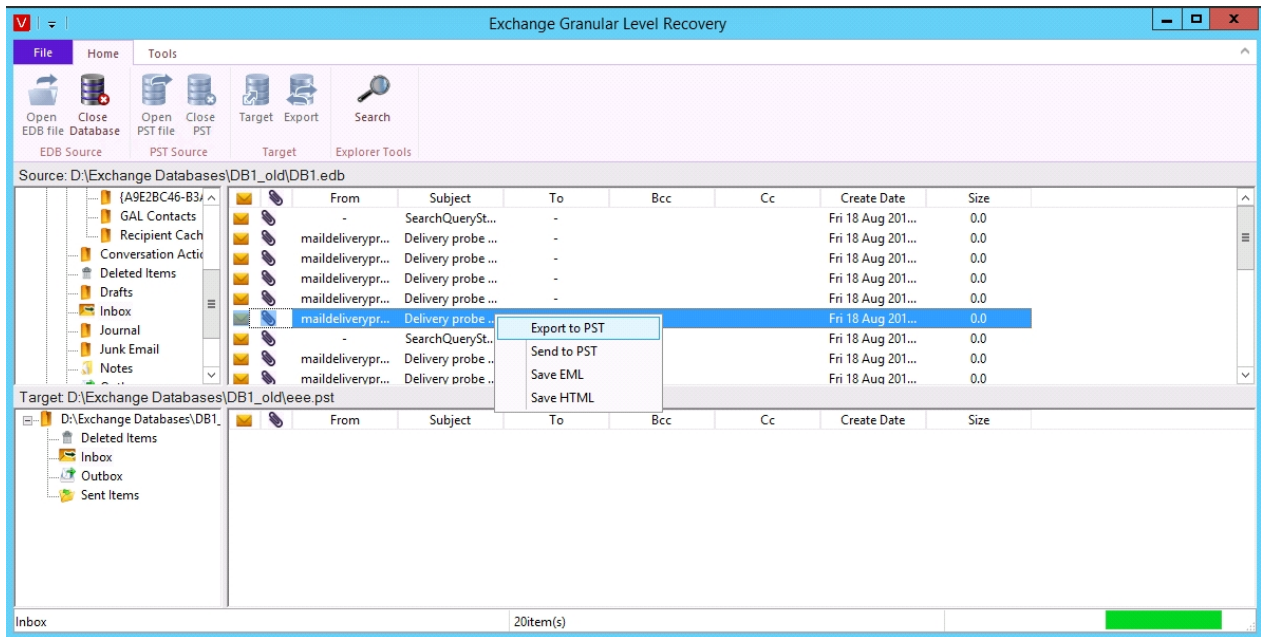 V
Exchange Granular Level Recovery
File Home Tools
Open EDB file
Close Database
Open PST file
Close PST
Target
Export
Search
EDB Source
PST Source
Target
Explorer Tools
Source: D:\Exchange Databases\DB1_old\DB1.edb
{A9E2BC46-B3A
GAL Contacts
Recipient Cach
Conversation Actic
Deleted Items
Drafts
Inbox
Journal
Junk Email
Notes
From Subject To Bcc Cc Create Date Size
- SearchQuerySt... - Fri 18 Aug 201... 0.0
maildeliverypr... Delivery probe ... - Fri 18 Aug 201... 0.0
maildeliverypr... Delivery probe ... - Fri 18 Aug 201... 0.0
maildeliverypr... Delivery probe ... - Fri 18 Aug 201... 0.0
maildeliverypr... Delivery probe ... - Fri 18 Aug 201... 0.0
maildeliverypr... Delivery probe .. Fri 18 Aug 201... 0.0
- SearchQuerySt.. Fri 18 Aug 201... 0.0
maildeliverypr... Delivery probe .. Fri 18 Aug 201... 0.0
maildeliverypr... Delivery probe .. Fri 18 Aug 201... 0.0
Export to PST
Send to PST
Save EML
Save HTML
Target: D:\Exchange Databases\DB1_old\eee.pst
D:\Exchange Databases\DB1_
Deleted Items
Inbox
Outbox
Sent Items
From Subject To Bcc Cc Create Date Size
Inbox
20item(s)